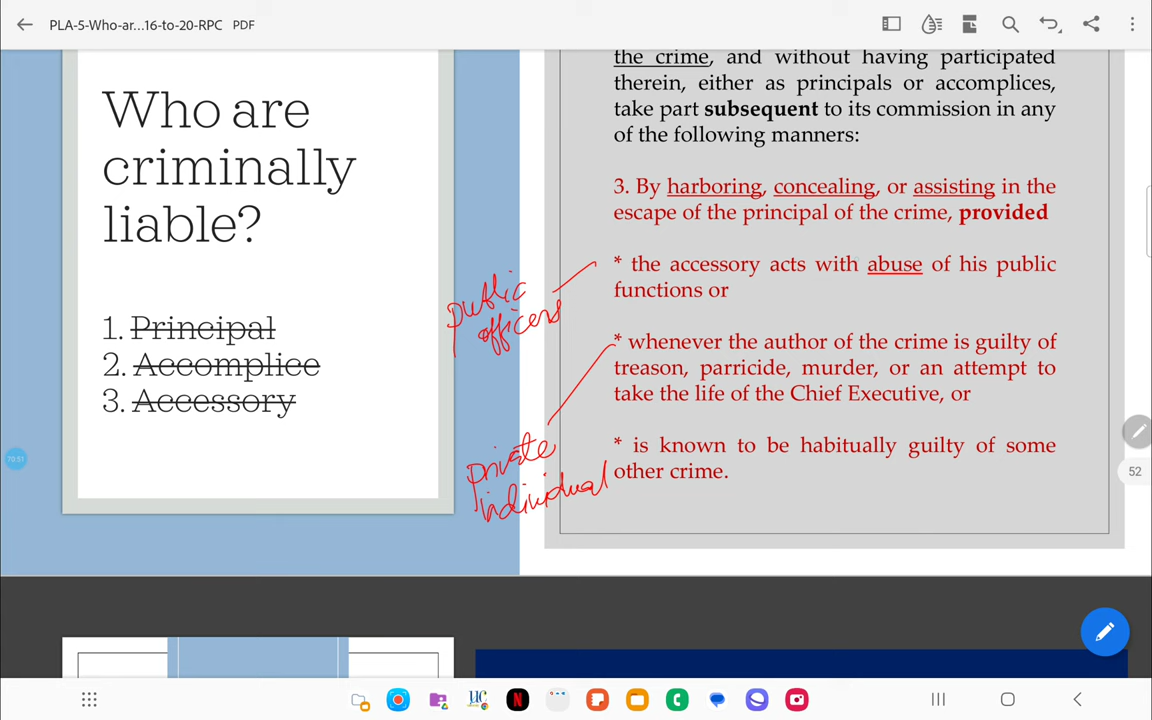 PLA-5-Who-ar...16-to-20-RPC PDF
Who are
criminally
liable?
1. Principal
2. Accomplice
3. Accessory
public
officers
private
individual
the crime, and without having participated
therein, either as principals or accomplices,
take part subsequent to its commission in any
of the following manners:
3. By harboring, concealing, or assisting in the
escape of the principal of the crime, provided
* the accessory acts with abuse of his public
functions or
* whenever the author of the crime is guilty of
treason, parricide, murder, or an attempt to
take the life of the Chief Executive, or
* is known to be habitually guilty of some
other crime.
70:51
52
UC
N